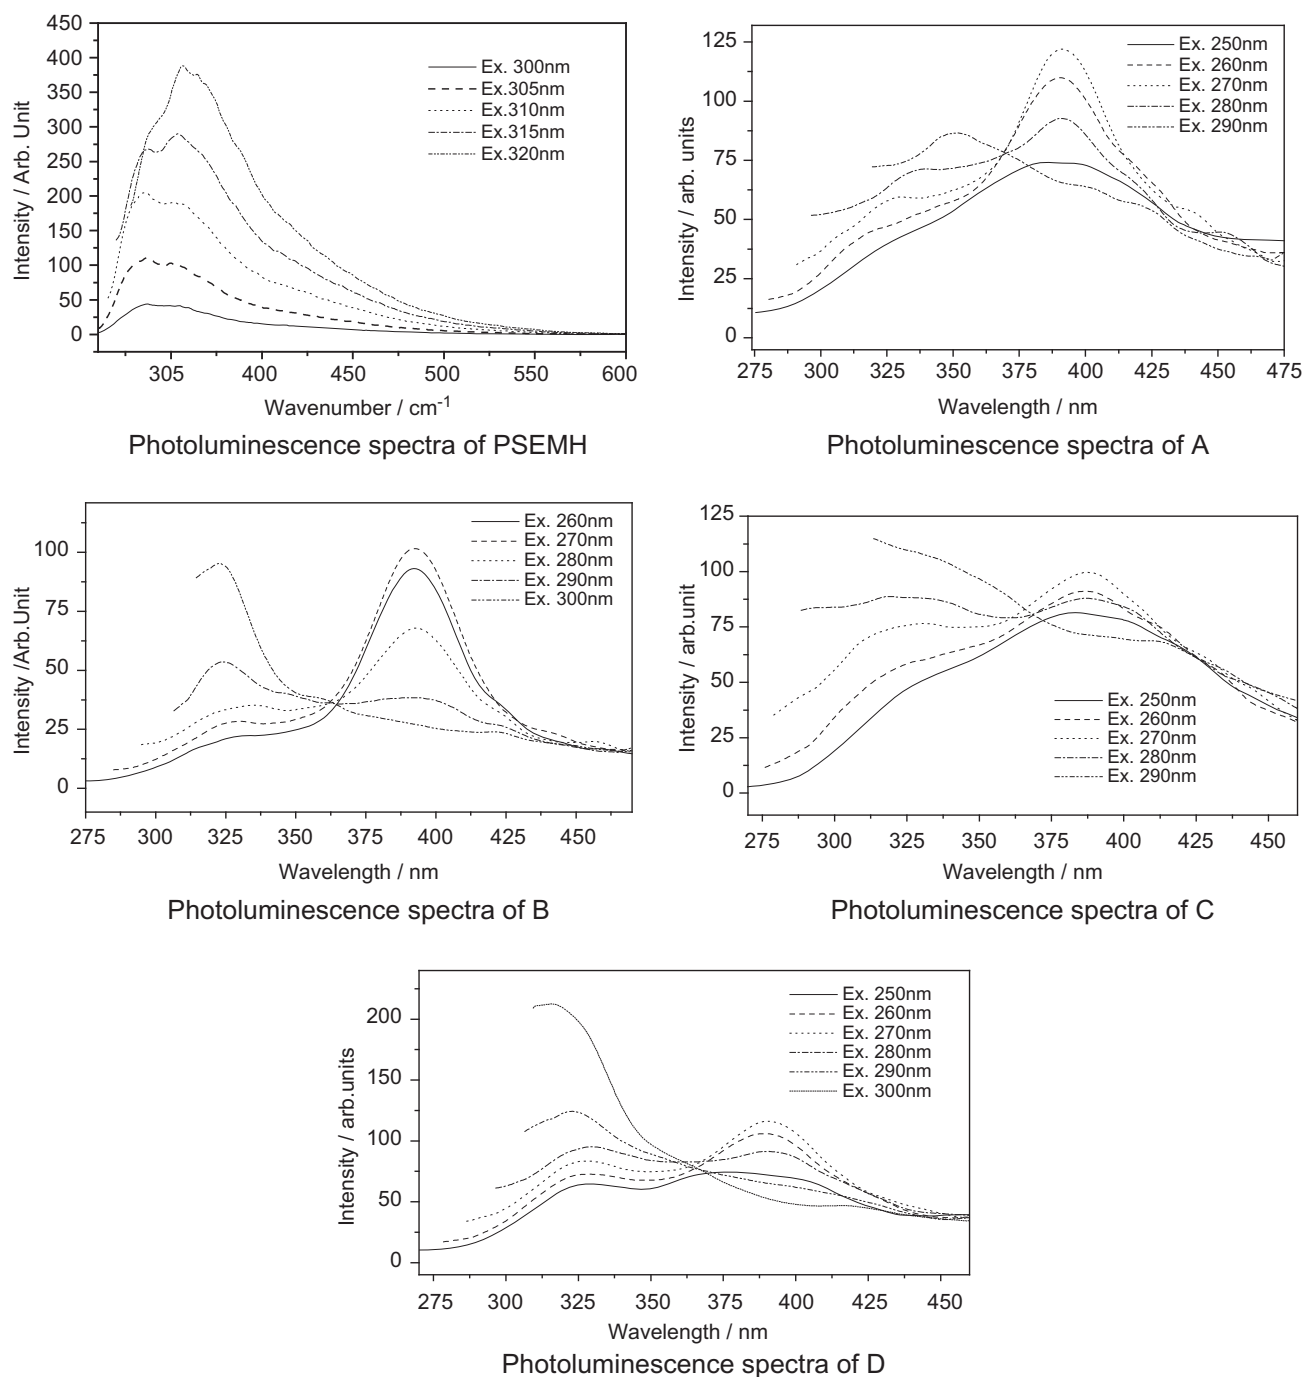 450
400
350
300
250
200
150
100
50
0
Intensity / Arb. Unit
Ex. 300nm
Ex.305nm
Ex.310nm
Ex.315nm
Ex.320nm
305 400 450 500 550 600
Wavenumber / cm-1
Photoluminescence spectra of PSEMH
125
100
75
50
25
0
Intensity / arb. units
Ex. 250nm
Ex. 260nm
Ex. 270nm
Ex. 280nm
Ex. 290nm
275 300 325 350 375 400 425 450 475
Wavelength / nm
Photoluminescence spectra of A
100
75
50
25
0
Intensity /Arb.Unit
Ex. 260nm
Ex. 270nm
Ex. 280nm
Ex. 290nm
Ex. 300nm
275 300 325 350 375 400 425 450
Wavelength / nm
Photoluminescence spectra of B
125
100
75
50
25
0
Intensity / arb.unit
Ex. 250nm
Ex. 260nm
Ex. 270nm
Ex. 280nm
Ex. 290nm
275 300 325 350 375 400 425 450
Wavelength / nm
Photoluminescence spectra of C
200
150
100
50
0
Intensity / arb.units
Ex. 250nm
Ex. 260nm
Ex. 270nm
Ex. 280nm
Ex. 290nm
Ex. 300nm
275 300 325 350 375 400 425 450
Wavelength / nm
Photoluminescence spectra of D